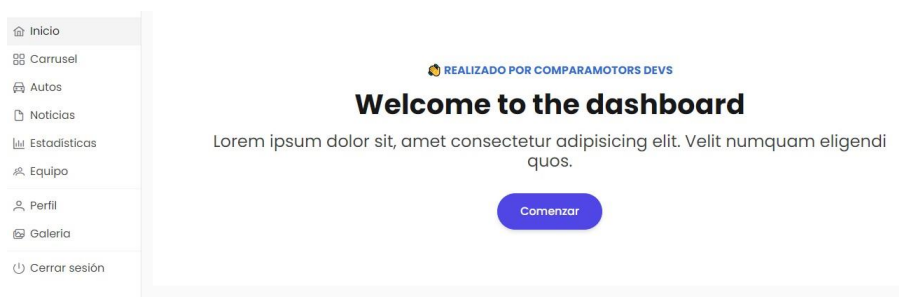 Inicio
Carrusel
Autos
Noticias
Estadísticas
Equipo
Perfil
Galeria
Cerrar sesión
REALIZADO POR COMPARAMOTORS DEVS
Welcome to the dashboard
Lorem ipsum dolor sit, amet consectetur adipisicing elit. Velit numquam eligendi
quos.
Comenzar